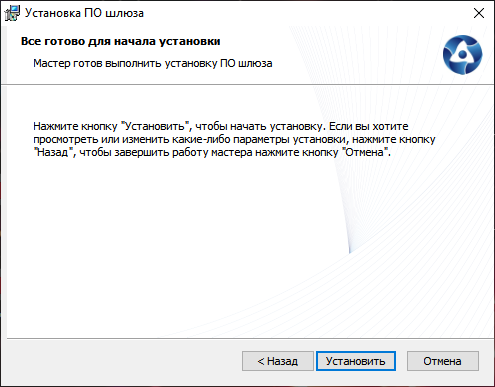 Установка ПО шлюза
Все готово для начала установки
Мастер готов выполнить установку ПО шлюза
Нажмите кнопку "Установить", чтобы начать установку. Если вы хотите
просмотреть или изменить какие-либо параметры установки, нажмите кнопку
"Назад", чтобы завершить работу мастера нажмите кнопку "Отмена".
< Назад
Установить
Отмена